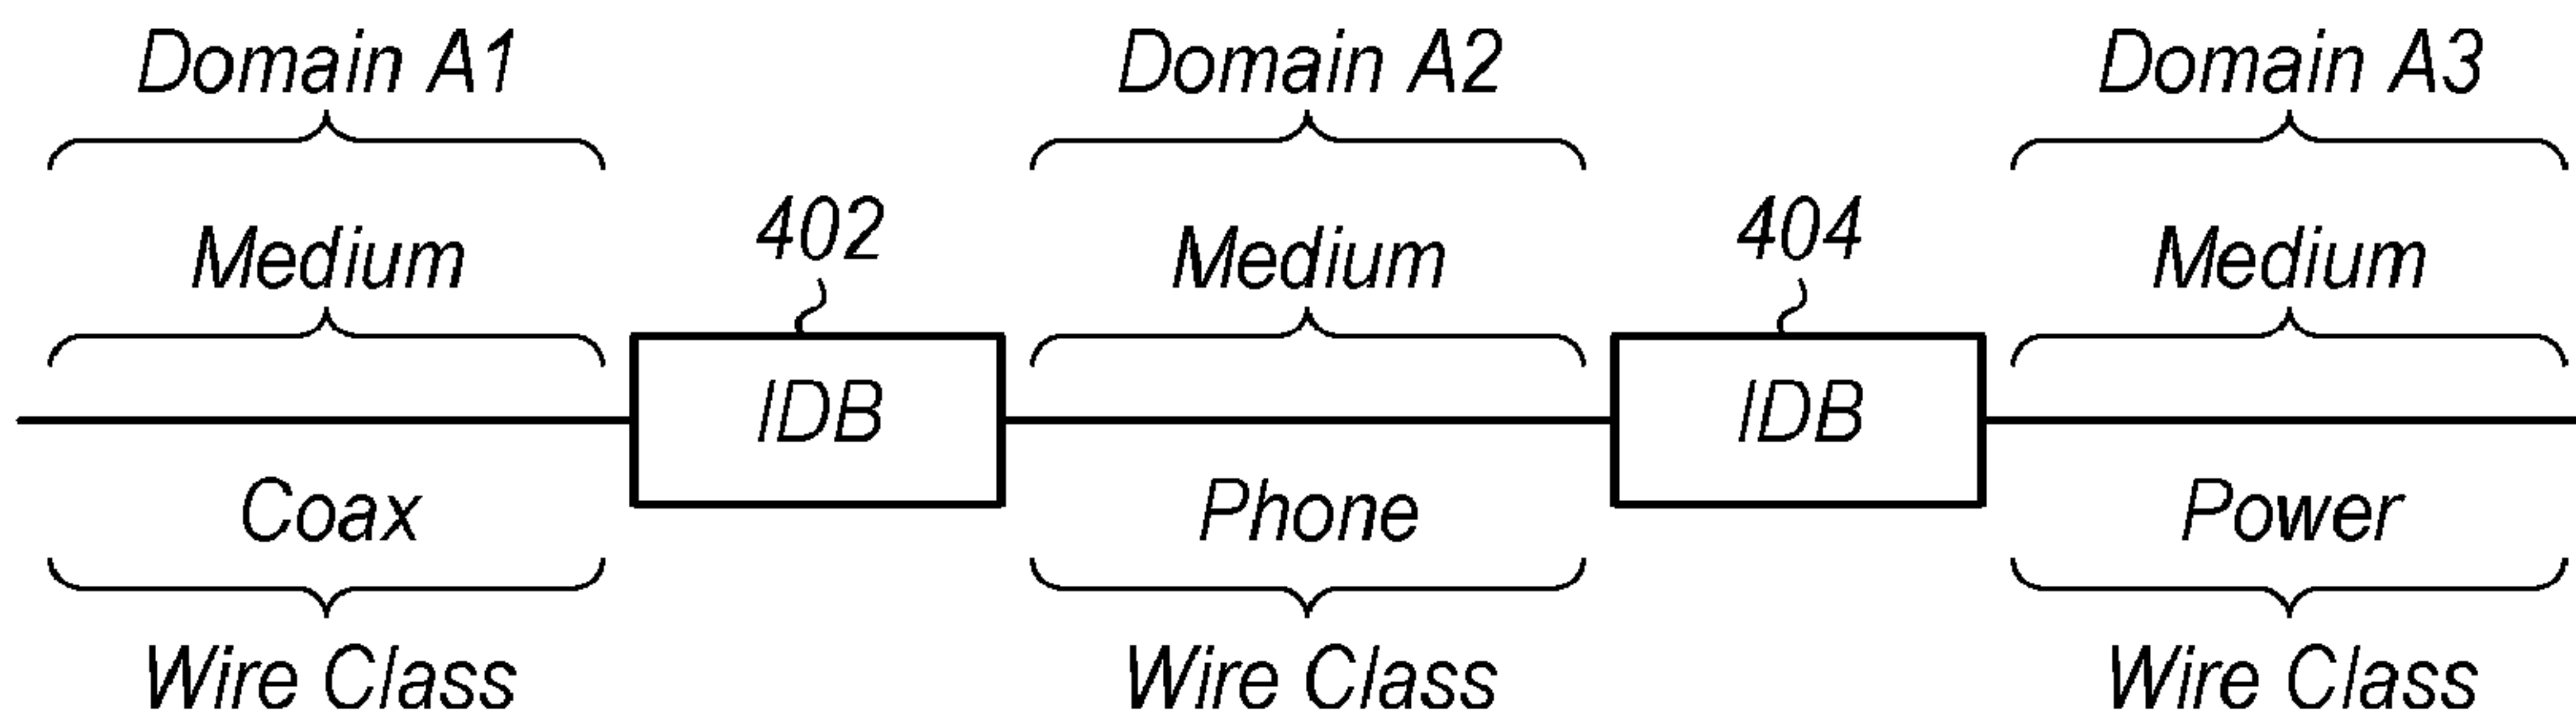 Domain A1 Domain A2 Domain A3
Medium 402 Medium 404 Medium
IDB IDB
Coax Phone Power
Wire Class Wire Class Wire Class